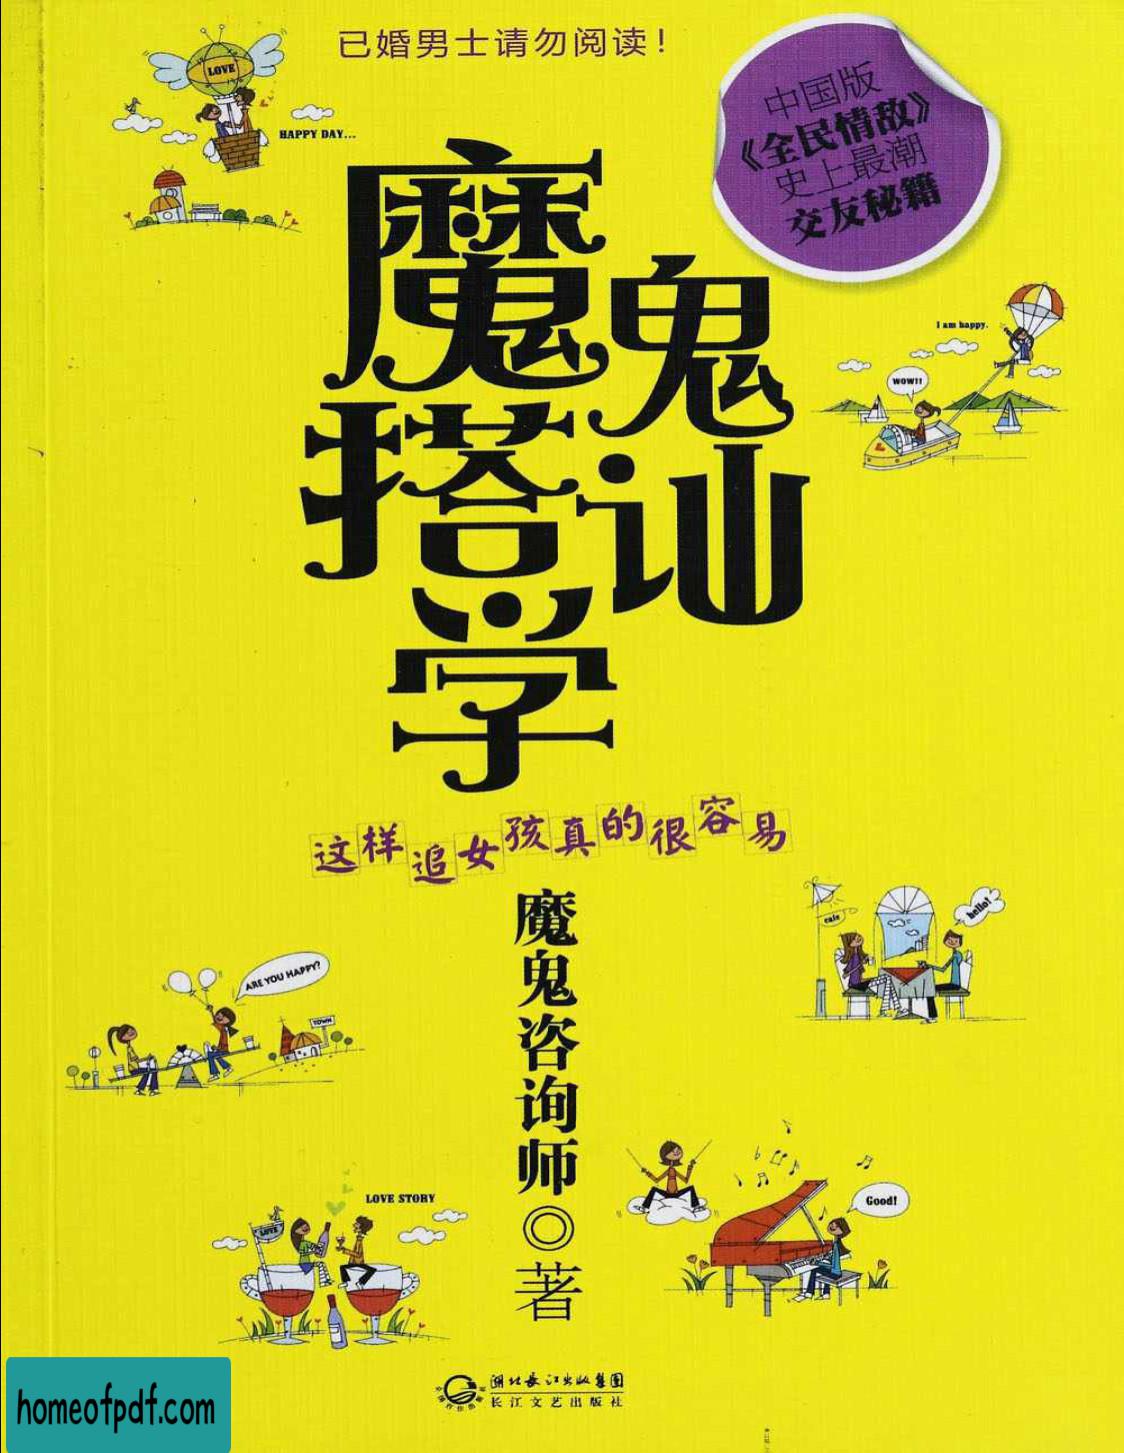 已婚男士请勿阅读！
中国版
《全民情敌》
史上最潮
交友秘籍
LOVE
HAPPY DAY...
魔鬼
搭讪
学
I am happy.
WOW!!
这样追女孩真的很容易
魔鬼咨询师◎著
cafe
hello!
ARE YOU HAPPY?
TOWN
LOVE STORY
LOVE
Good!
湖北长江出版集团
长江文艺出版社
homeofpdf.com